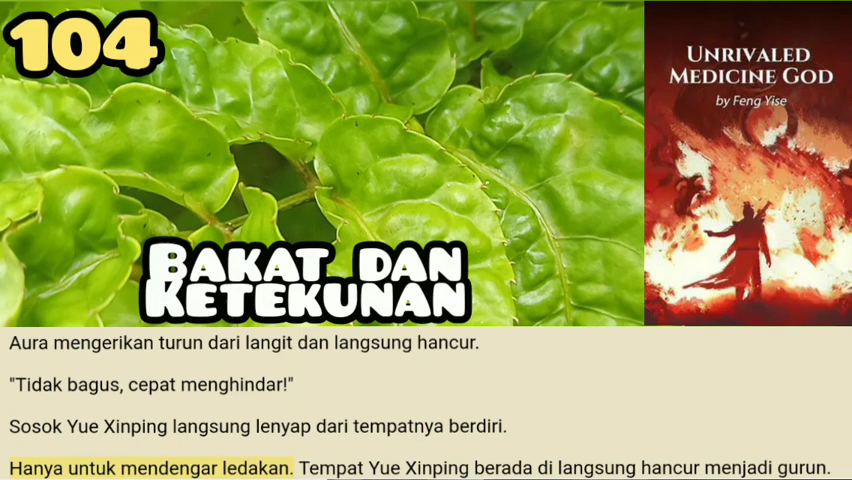 104
UNRIVALED
MEDICINE GOD
by Feng Yise
BAKAT DAN
KETEKUNAN
Aura mengerikan turun dari langit dan langsung hancur.
"Tidak bagus, cepat menghindar!"
Sosok Yue Xinping langsung lenyap dari tempatnya berdiri.
Hanya untuk mendengar ledakan. Tempat Yue Xinping berada di langsung hancur menjadi gurun.